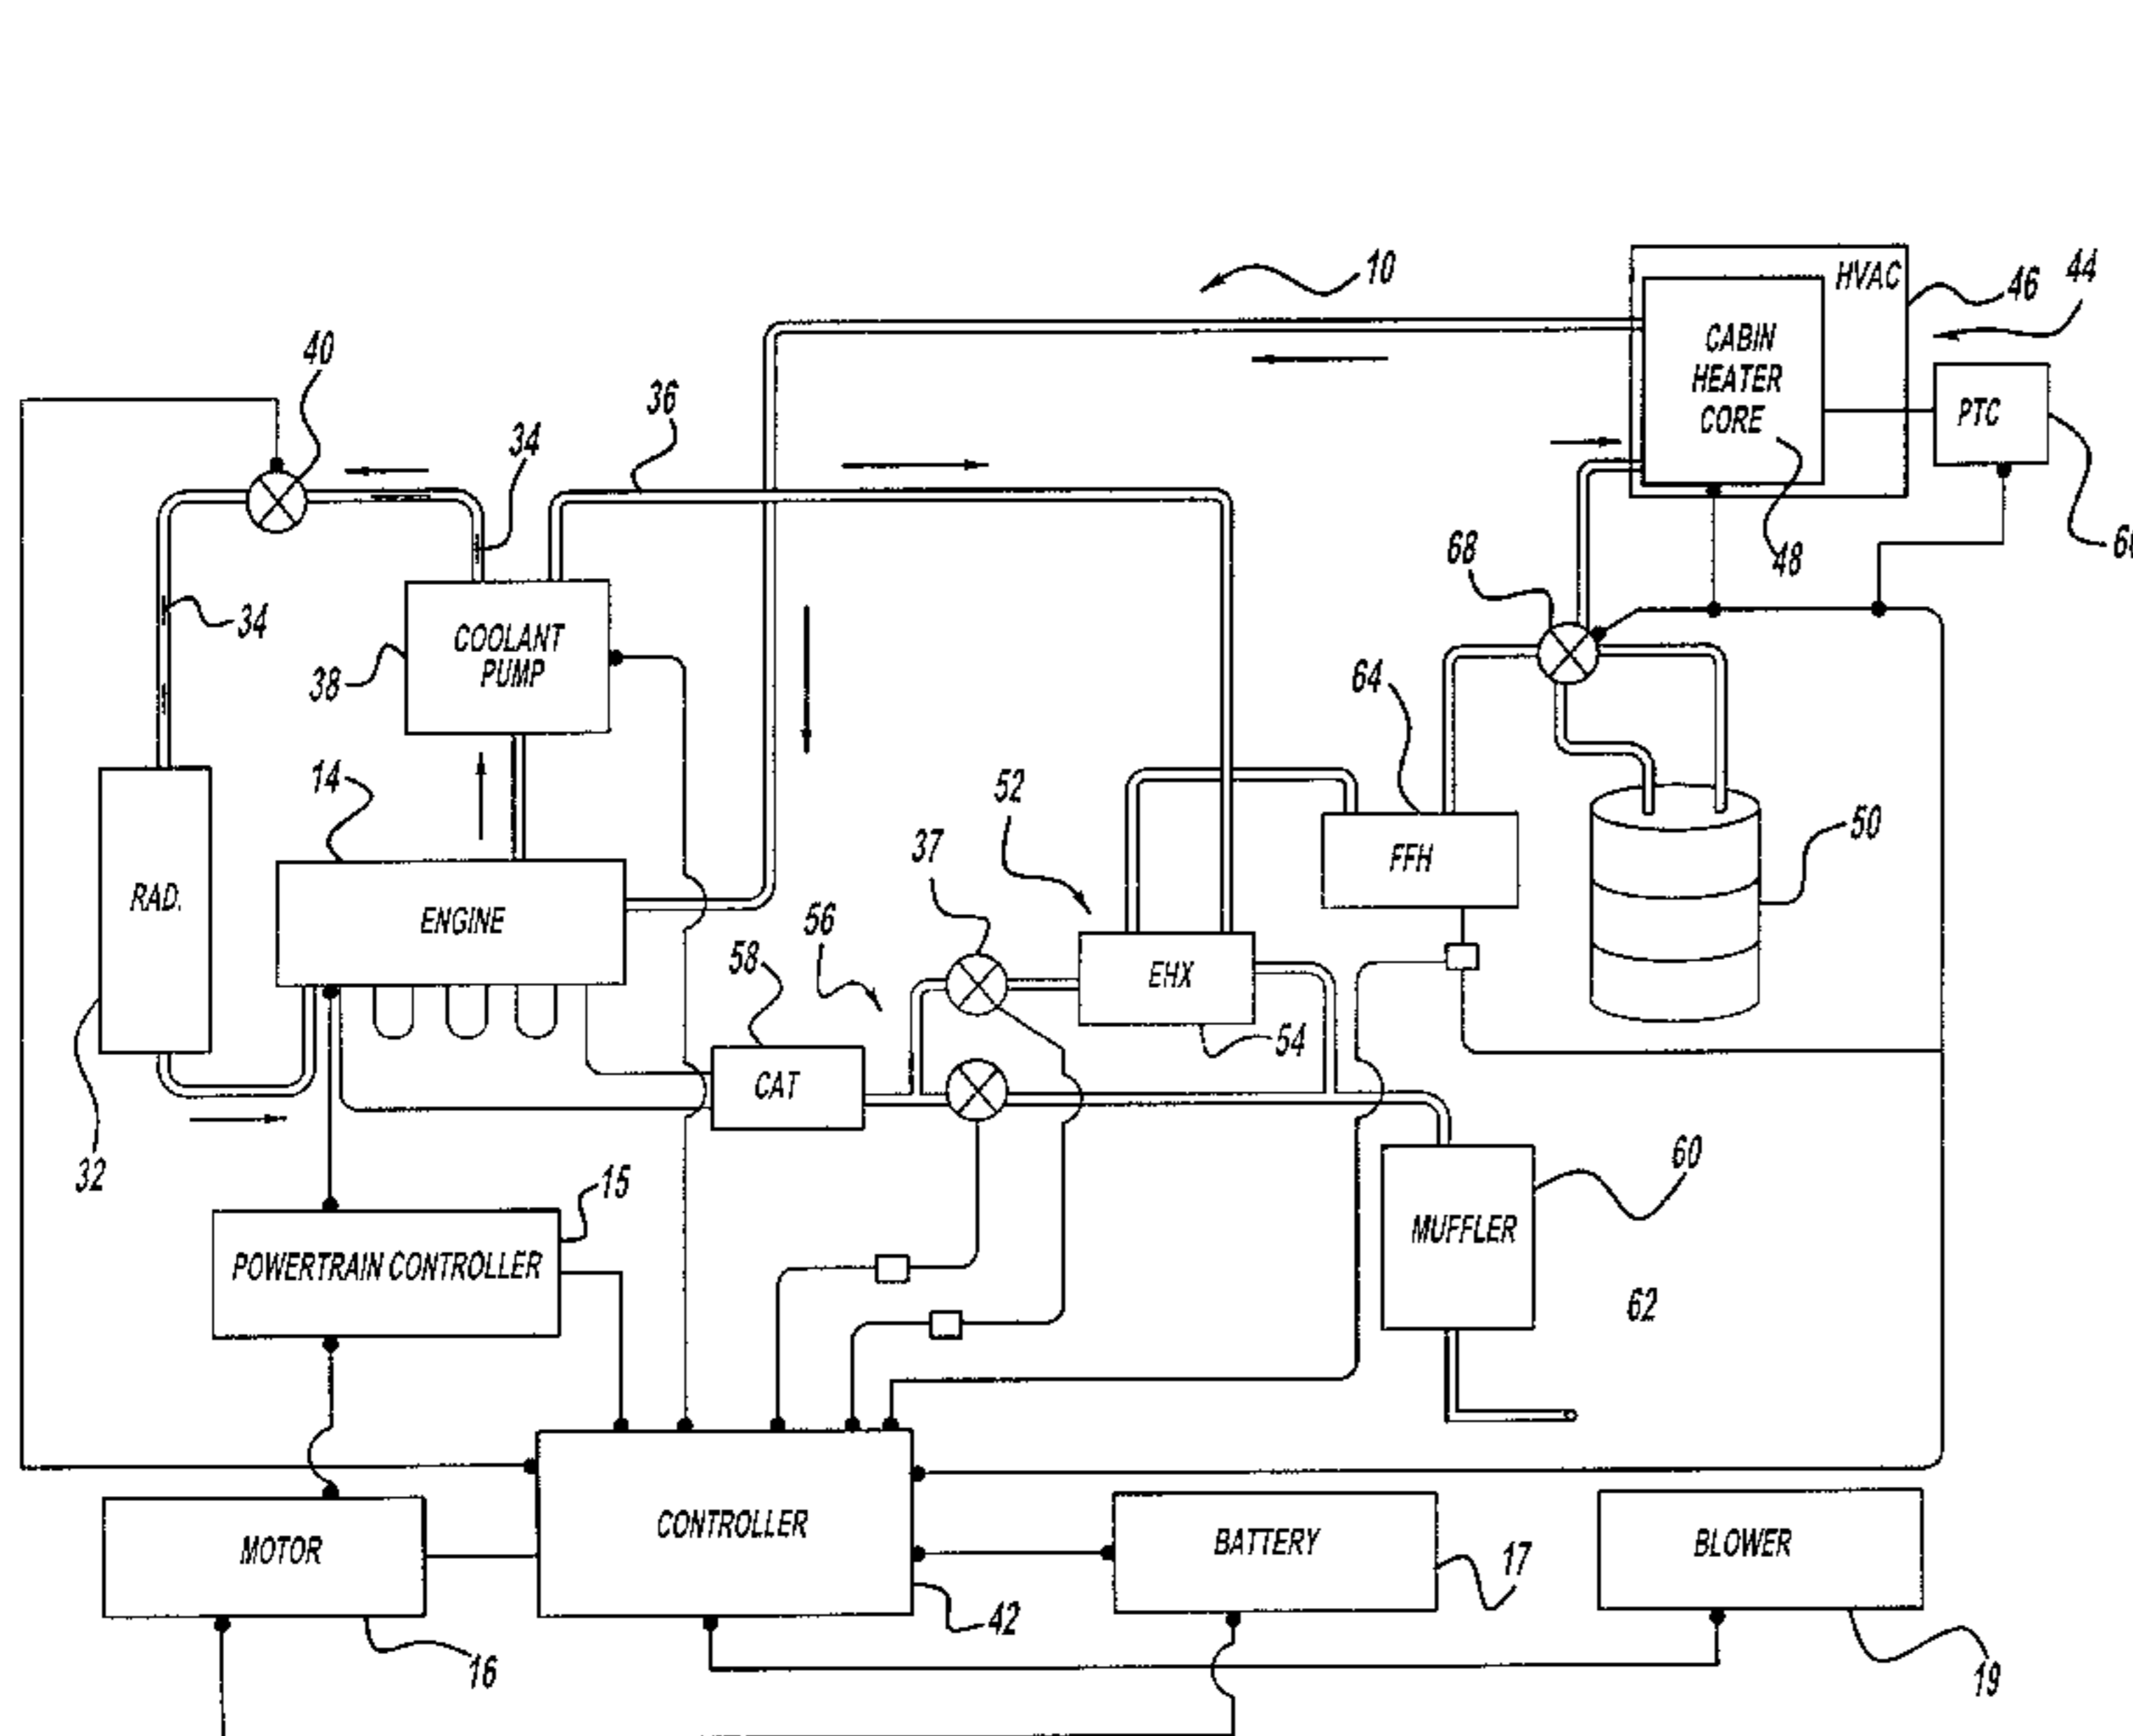 10
HVAC
46
44
CABIN
HEATER
CORE
PTC
48
40
34
36
34
COOLANT
PUMP
38
68
64
14
RAD.
ENGINE
52
37
FFH
50
56
58
EHX
54
CAT
32
15
60
POWERTRAIN CONTROLLER
MUFFLER
62
MOTOR
CONTROLLER
BATTERY
17
BLOWER
42
16
19